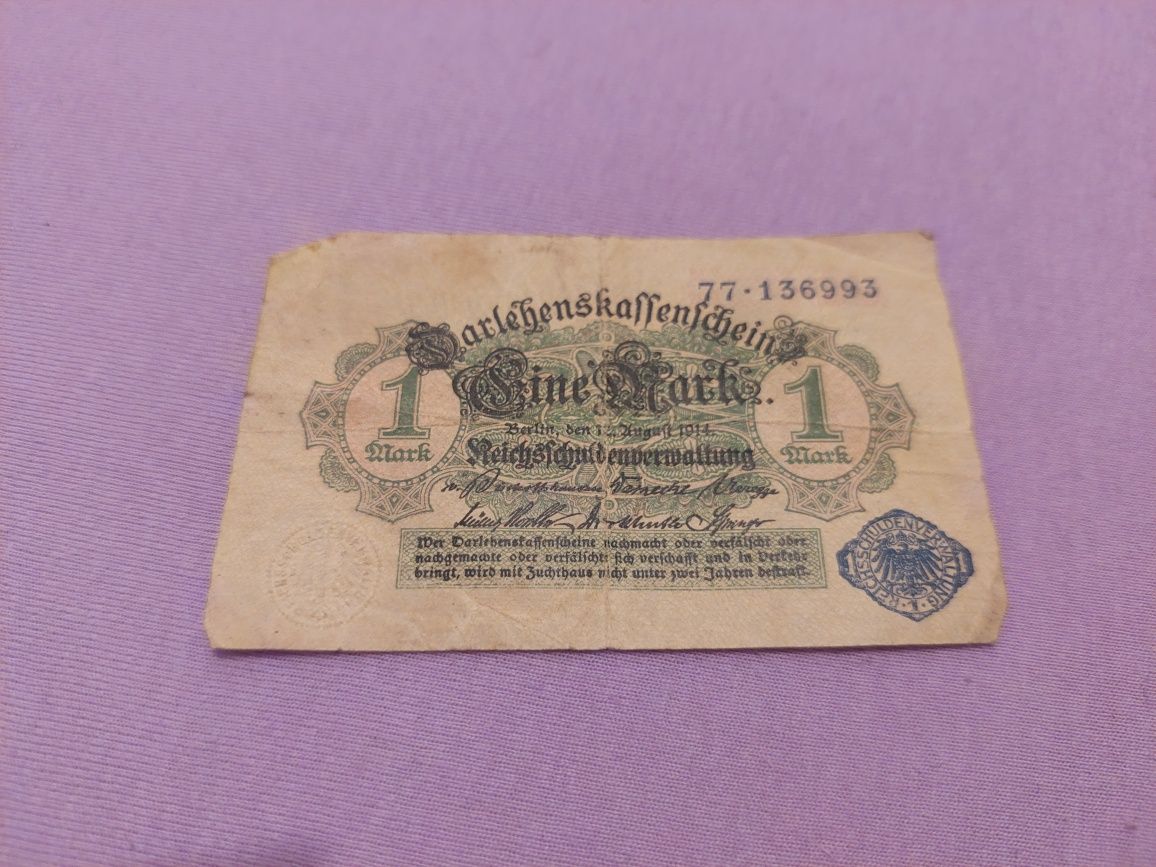 77·136993
Darlehenskassenschein
Eine Mark.
1 Mark
1 Mark
Berlin, den 12. August 1914.
Reichsschuldenverwaltung
Wer Darlehenskassenscheine nachmacht oder verfälscht oder
nachgemachte oder verfälschte sich verschafft und in Verkehr
bringt, wird mit Zuchthaus nicht unter zwei Jahren bestraft.
REICHSSCHULDENVERWALTUNG